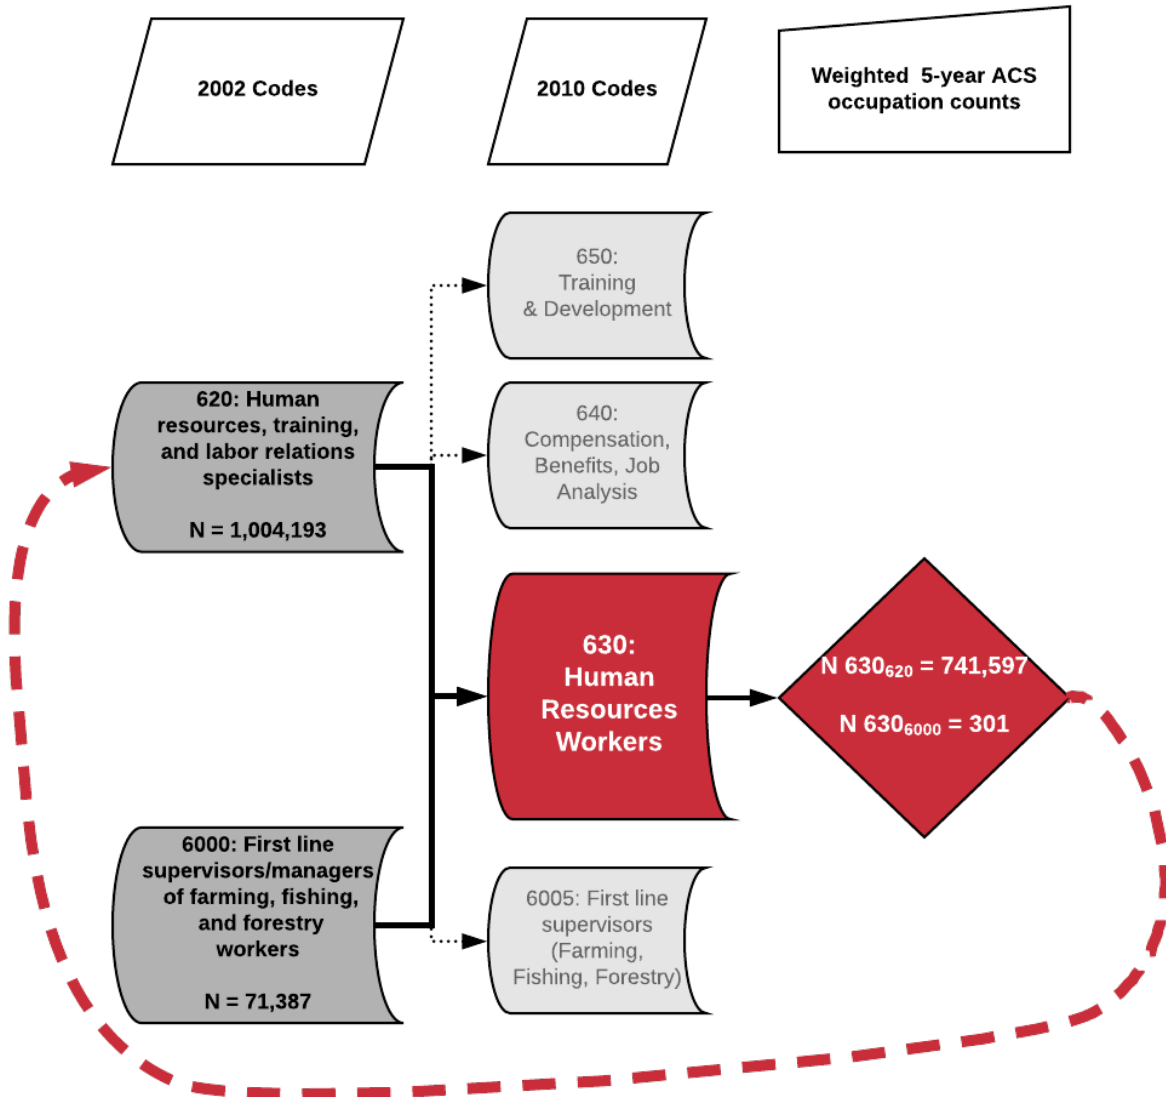 2002 Codes
2010 Codes
Weighted 5-year ACS
occupation counts
650:
Training
& Development
620: Human
resources, training,
and labor relations
specialists
N = 1,004,193
640:
Compensation,
Benefits, Job
Analysis
630:
Human
Resources
Workers
N 630₆₂₀ = 741,597
N 630₆₀₀₀ = 301
6000: First line
supervisors/managers
of farming, fishing,
and forestry
workers
N = 71,387
6005: First line
supervisors
(Farming,
Fishing, Forestry)